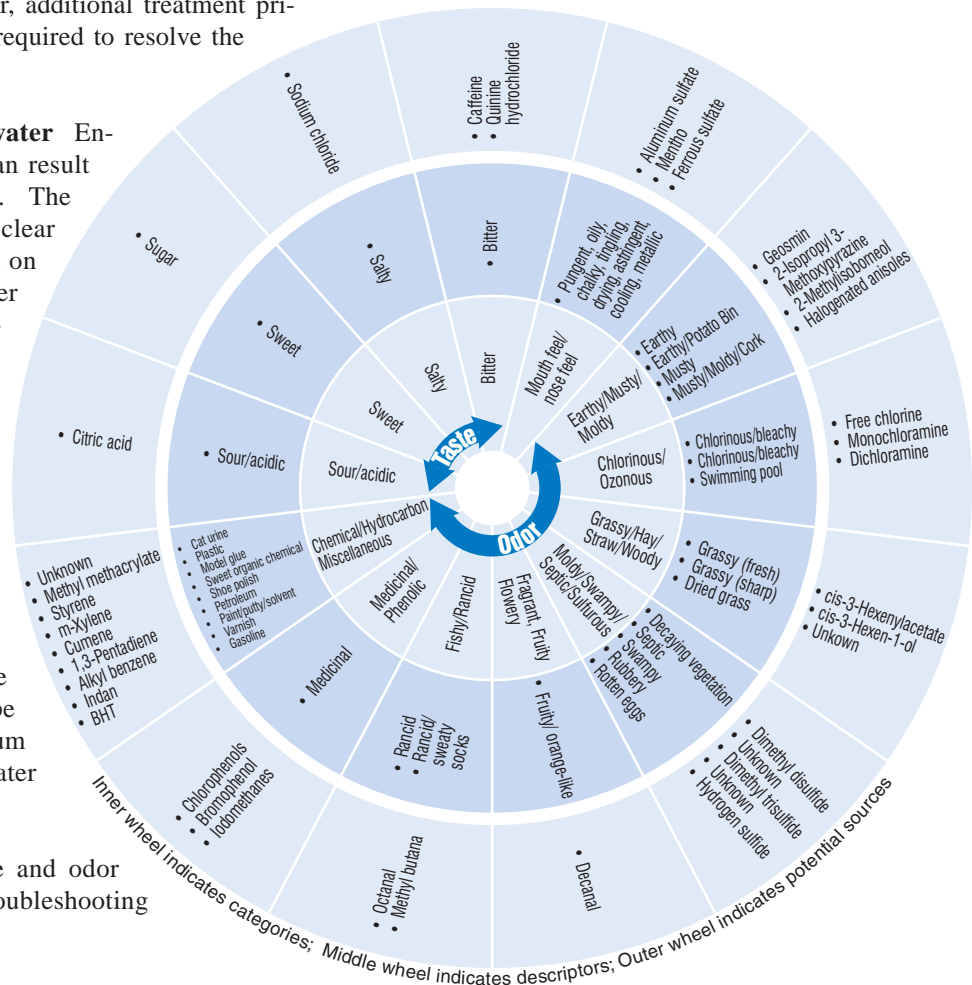 r, additional treatment pri-
required to resolve the
water En-
an result
. The
clear
on
er
e
be
um
ater
e and odor
oubleshooting
• Sodium chloride
• Caffeine
• Quinine
hydrochloride
• Aluminum sulfate
• Mentho
• Ferrous sulfate
• Geosmin
• 2-Isopropyl 3-
Methoxypyrazine
• 2-Methylisoborneol
• Halogenated anisoles
• Free chlorine
• Monochloramine
• Dichloramine
• cis-3-Hexenylacetate
• cis-3-Hexen-1-ol
• Unkown
• Dimethyl disulfide
• Unknown
• Dimethyl trisulfide
• Unknown
• Hydrogen sulfide
• Decanal
• Octanal
• Methyl butana
• Chlorophenols
• Bromophenol
• Iodomethanes
• Unknown
• Methyl methacrylate
• Styrene
• m-Xylene
• Cumene
• 1,3-Pentadiene
• Alkyl benzene
• Indan
• BHT
• Citric acid
• Sugar
• Salty
• Bitter
• Pungent, oily,
chalky, tingling,
drying, astingent,
cooling, metallic
• Earthy
• Earthy/Potato Bin
• Musty
• Musty/Moldy/Cork
• Chlorinous/bleachy
• Chlorinous/bleachy
• Swimming pool
• Grassy (fresh)
• Grassy (sharp)
• Dried grass
• Decaying vegetation
• Septic
• Swampy
• Rubbery
• Rotten eggs
• Fruity/ orange-like
• Rancid
• Rancid/
sweaty
socks
• Medicinal
• Cat urine
• Plastic
• Model glue
• Sweet organic chemical
• Shoe polish
• Petroleum
• Paint/putty/solvent
• Varnish
• Gasoline
• Sour/acidic
• Sweet
Salty
Bitter
Mouth feel/
nose feel
Earthy/Musty/
Moldy
Chlorinous/
Ozonous
Grassy/Hay/
Straw/Woody
Moldy/Swampy/
Septic/Sulfurous
Fragrant, Fruity
Flowery
Fishy/Rancid
Medicinal/
Phenolic
Chemical/Hydrocarbon
Miscellaneous
Sour/acidic
Sweet
Taste
Odor
Inner wheel indicates categories; Middle wheel indicates descriptors; Outer wheel indicates potential sources